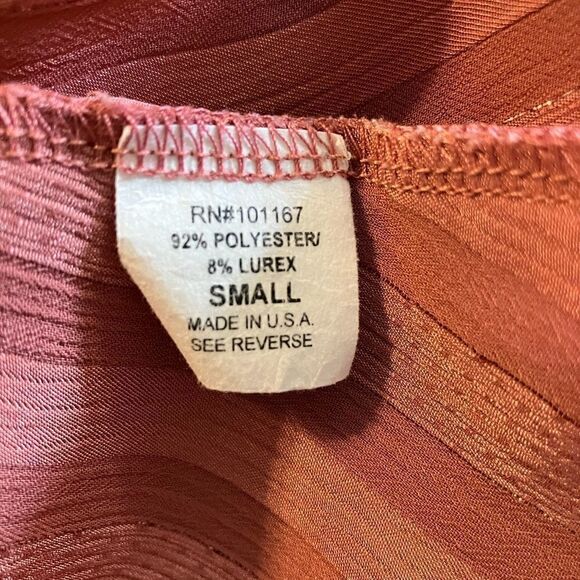 RN#101167
92% POLYESTER/
8% LUREX
SMALL
MADE IN U.S.A.
SEE REVERSE